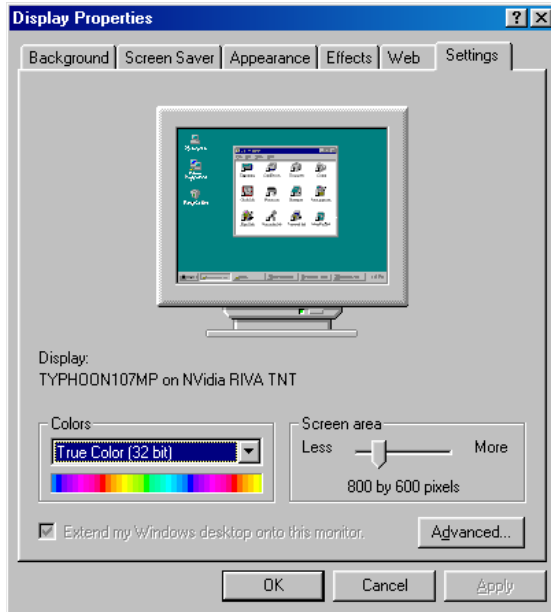 Display Properties
Background Screen Saver Appearance Effects Web Settings
Display:
TYPHOON107MP on NVidia RIVA TNT
Colors
True Color (32 bit)
Screen area
Less More
800 by 600 pixels
Extend my Windows desktop onto this monitor.
Advanced...
OK Cancel Apply